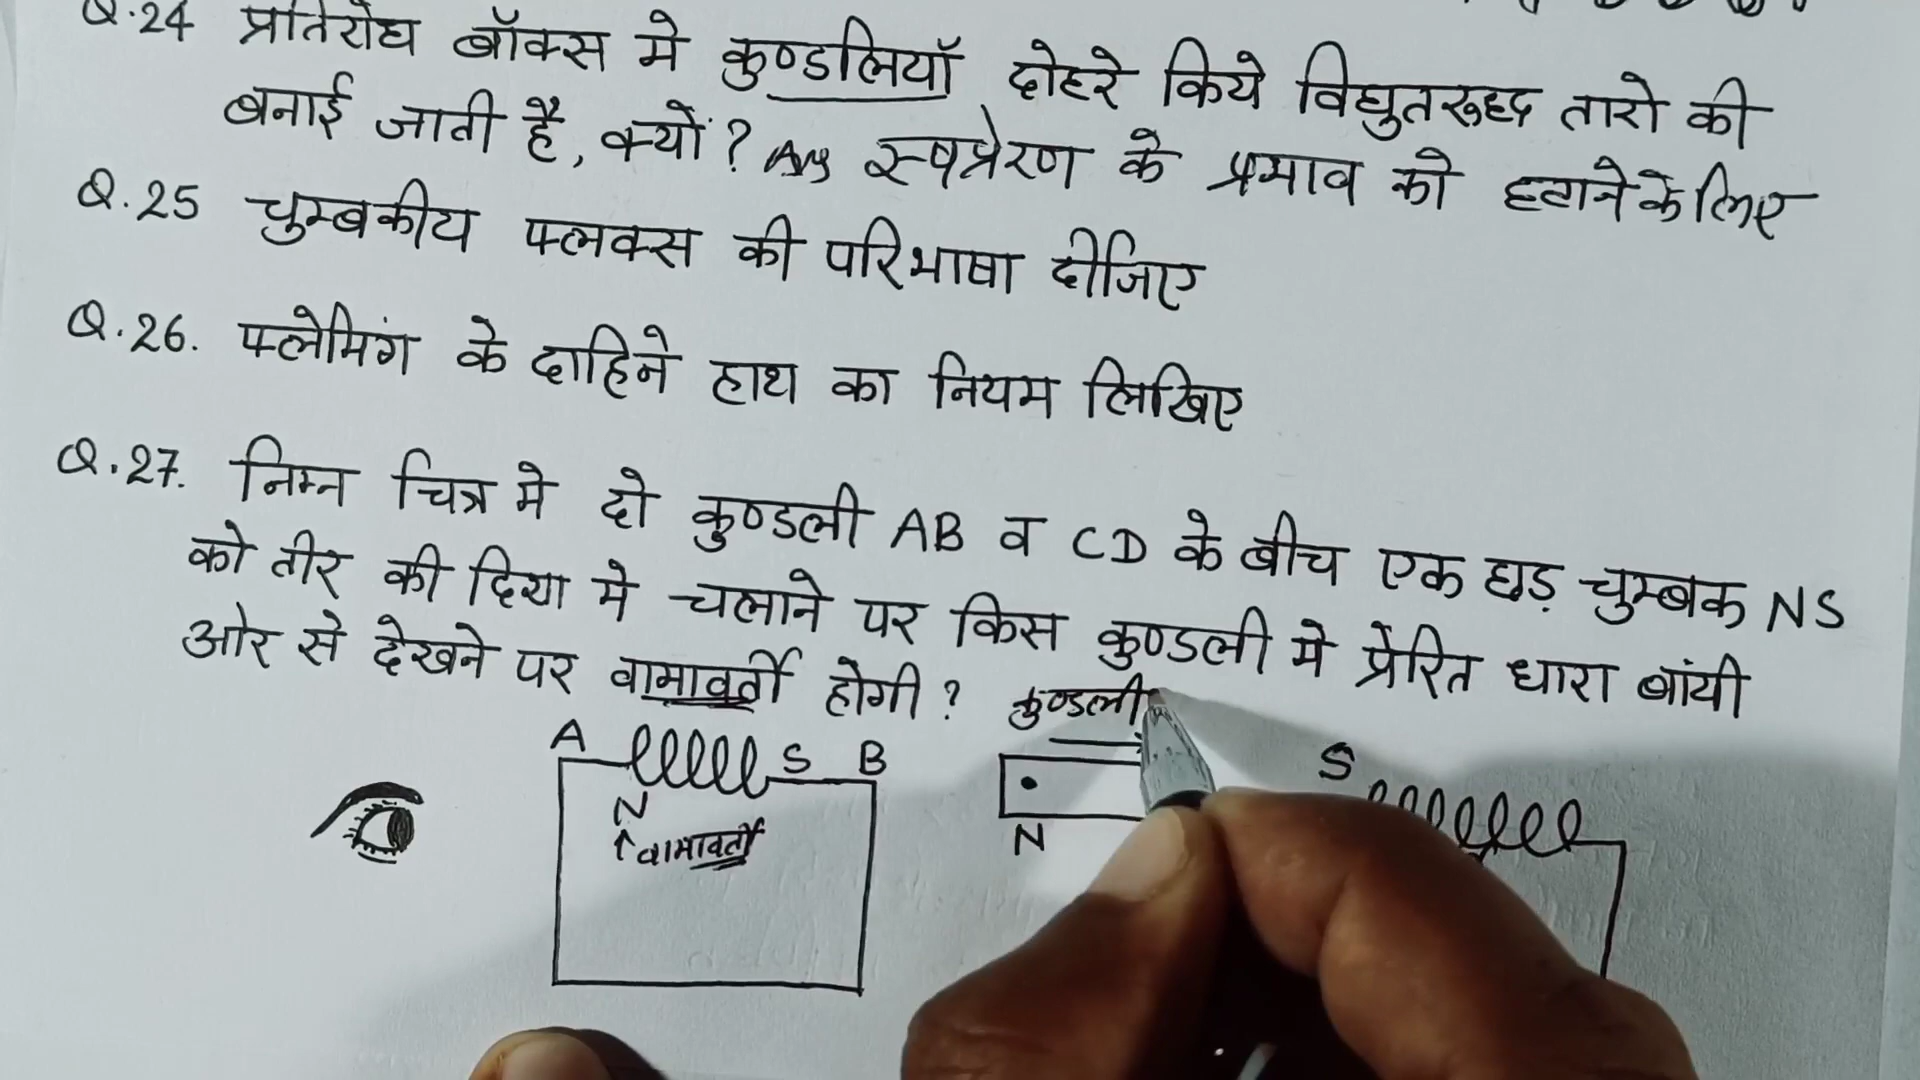 Q.24 प्रतिरोध बॉक्स मे कुण्डलियॉ दोहरे किये विद्युतरूद्ध तारो की
बनाई जाती है, क्यों? Ans स्वप्रेरण के प्रभाव को हटाने के लिए
Q.25 चुम्बकीय फ्लक्स की परिभाषा दीजिए
Q.26. फ्लेमिंग के दाहिने हाथ का नियम लिखिए
Q.27. निम्न चित्र मे दो कुण्डली AB व CD के बीच एक छड़ चुम्बक NS
को तीर की दिशा मे चलाने पर किस कुण्डली मे प्रेरित धारा बांयी
ओर से देखने पर वामावर्ती होगी? कुण्डली
A S B S
N
वामावर्ती N